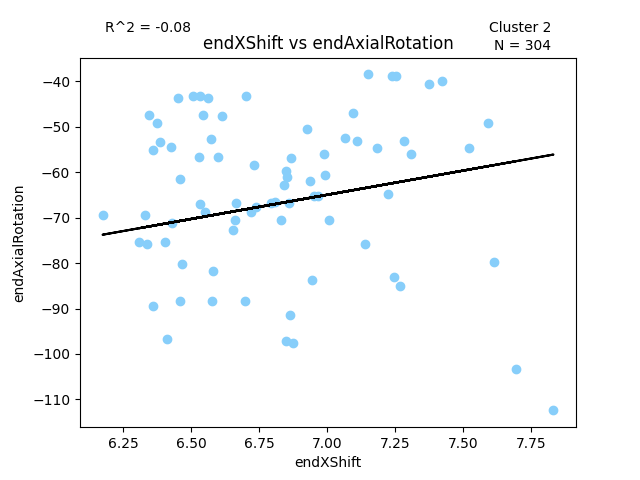 R^2 = -0.08
Cluster 2
N = 304
endXShift vs endAxialRotation
endAxialRotation
−40
−50
−60
−70
−80
−90
−100
−110
6.25 6.50 6.75 7.00 7.25 7.50 7.75
endXShift